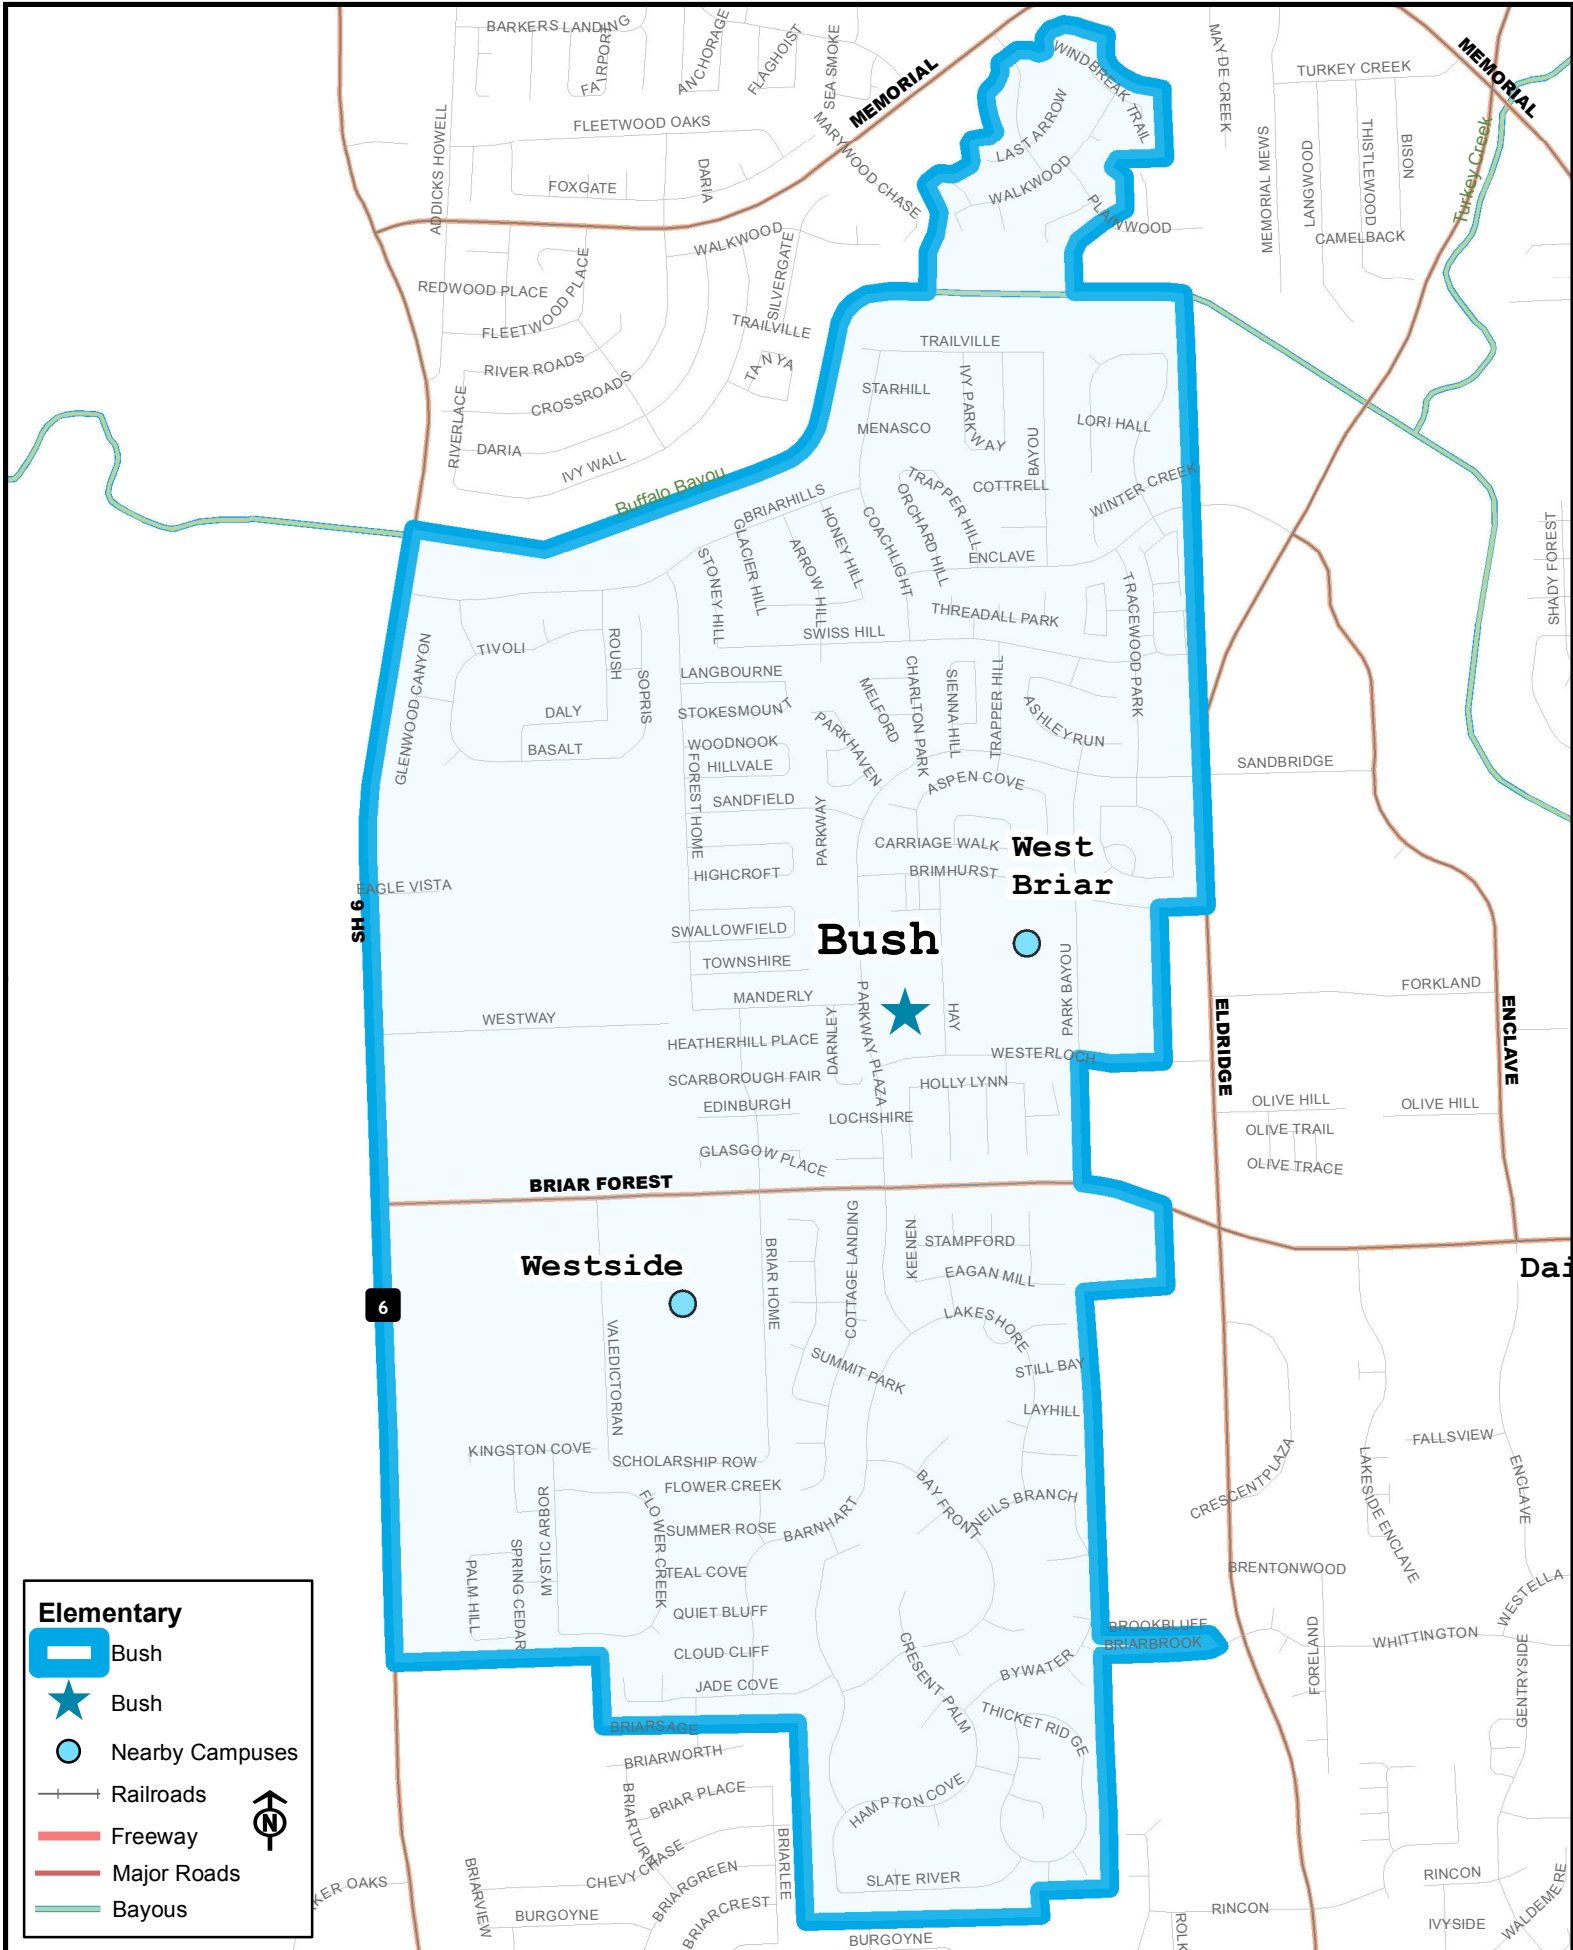 BARKERS LANDING
FAIRPORT
ANCHORAGE
FLAGHOIST
SEA SMOKE
MEMORIAL
WINDBREAK TRAIL
MAYDE CREEK
TURKEY CREEK
MEMORIAL
ADDICKS HOWELL
FLEETWOOD OAKS
MARYWOOD CHASE
LAST ARROW
WALKWOOD
PLAINWOOD
MEMORIAL MEWS
LANGWOOD
THISTLEWOOD
BISON
Turkey Creek
CAMELBACK
FOXGATE
DARIA
WALKWOOD
SILVERGATE
REDWOOD PLACE
FLEETWOOD PLACE
TRAILVILLE
TANYA
RIVER ROADS
CROSSROADS
RIVERLACE
DARIA
IVY WALL
Buffalo Bayou
TRAILVILLE
STARHILL
IVY PARKWAY
MENASCO
BAYOU
LORI HALL
COTTRELL
WINTER CREEK
BRIARHILLS
TRAPPER HILL
ORCHARD HILL
COACHLIGHT
HONEY HILL
ARROW HILL
GLACIER HILL
STONEY HILL
ENCLAVE
SHADY FOREST
THREADALL PARK
TRACEWOOD PARK
SWISS HILL
TIVOLI
ROUSH
SOPRIS
GLENWOOD CANYON
DALY
BASALT
LANGBOURNE
STOKESMOUNT
MELFORD
CHARLTON PARK
SIENNA HILL
TRAPPER HILL
ASHLEY RUN
PARKHAVEN
WOODNOOK
HILLVALE
FOREST HOME
SANDFIELD
PARKWAY
ASPEN COVE
SANDBRIDGE
CARRIAGE WALK
West
Briar
BRIMHURST
HIGHCROFT
EAGLE VISTA
SH 6
SWALLOWFIELD
Bush
TOWNSHIRE
PARK BAYOU
MANDERLY
PARKWAY PLAZA
HAY
FORKLAND
ELDRIDGE
ENCLAVE
WESTWAY
HEATHERHILL PLACE
DARNLEY
WESTERLOCH
SCARBOROUGH FAIR
HOLLY LYNN
EDINBURGH
LOCHSHIRE
OLIVE HILL
OLIVE HILL
OLIVE TRAIL
OLIVE TRACE
GLASGOW PLACE
BRIAR FOREST
Westside
BRIAR HOME
COTTAGE LANDING
KEENEN
STAMPFORD
EAGAN MILL
Dai
6
LAKESHORE
VALEDICTORIAN
SUMMIT PARK
STILL BAY
LAYHILL
KINGSTON COVE
SCHOLARSHIP ROW
FLOWER CREEK
FLOWER CREEK
BAY FRONT
NEILS BRANCH
CRESCENT PLAZA
LAKESIDE ENCLAVE
FALLSVIEW
ENCLAVE
MYSTIC ARBOR
SPRING CEDAR
PALM HILL
SUMMER ROSE
BARNHART
TEAL COVE
QUIET BLUFF
CLOUD CLIFF
JADE COVE
BRENTONWOOD
WESTELLA
BROOKBLUFF
BRIARBROOK
FORELAND
WHITTINGTON
GENTRYSIDE
CRESENT PALM
BYWATER
THICKET RIDGE
BRIARSAGE
BRIARWORTH
BRIAR PLACE
BRIARTURN
HAMPTON COVE
CHEVY CHASE
BRIARGREEN
BRIARLEE
SLATE RIVER
BRIARVIEW
BURGOYNE
BRIARCREST
BURGOYNE
KER OAKS
RINCON
RINCON
ROLK
IVYSIDE
WALDEMERE
Elementary
Bush
Bush
Nearby Campuses
Railroads
Freeway
Major Roads
Bayous
N